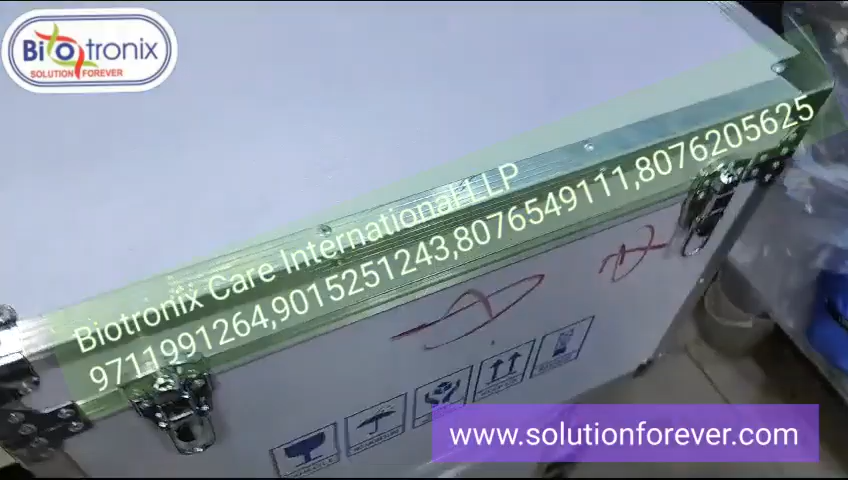 Biotronix
SOLUTION FOREVER
Biotronix Care International LLP
9711991264,9015251243,8076549111,8076205625
www.solutionforever.com